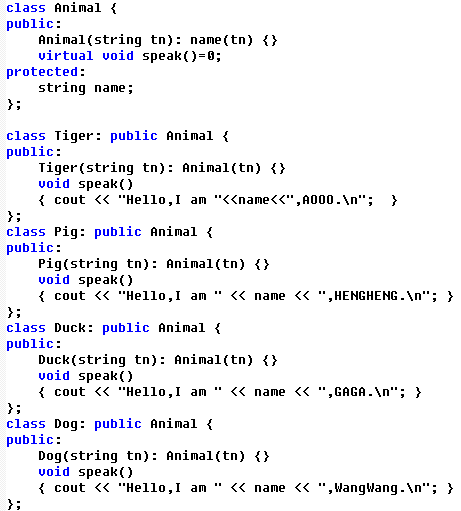 class Animal {
public:
    Animal(string tn): name(tn) {}
    virtual void speak()=0;
protected:
    string name;
};

class Tiger: public Animal {
public:
    Tiger(string tn): Animal(tn) {}
    void speak()
    { cout << "Hello,I am "<<name<<",AOOO.\n";  }
};
class Pig: public Animal {
public:
    Pig(string tn): Animal(tn) {}
    void speak()
    { cout << "Hello,I am " << name << ",HENGHENG.\n"; }
};
class Duck: public Animal {
public:
    Duck(string tn): Animal(tn) {}
    void speak()
    { cout << "Hello,I am " << name << ",GAGA.\n"; }
};
class Dog: public Animal {
public:
    Dog(string tn): Animal(tn) {}
    void speak()
    { cout << "Hello,I am " << name << ",WangWang.\n"; }
};